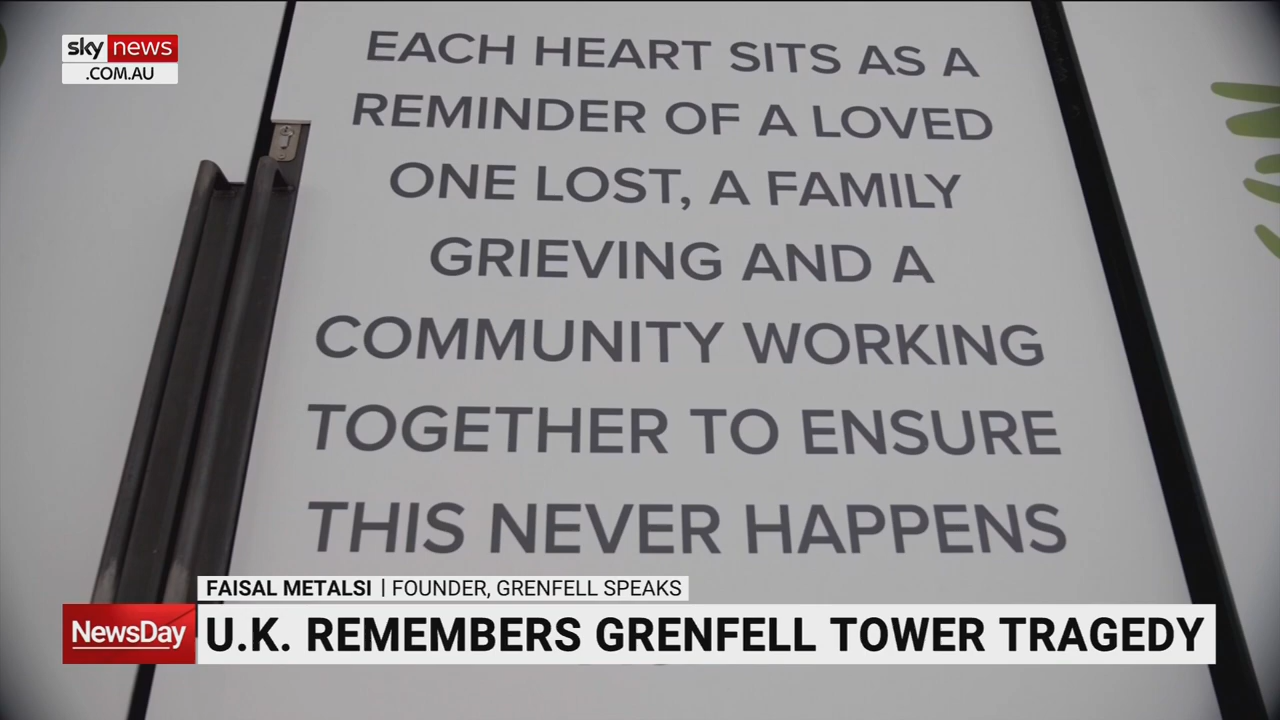 sky news
.COM.AU
EACH HEART SITS AS A
REMINDER OF A LOVED
ONE LOST, A FAMILY
GRIEVING AND A
COMMUNITY WORKING
TOGETHER TO ENSURE
THIS NEVER HAPPENS
FAISAL METALSI | FOUNDER, GRENFELL SPEAKS
NewsDay
U.K. REMEMBERS GRENFELL TOWER TRAGEDY